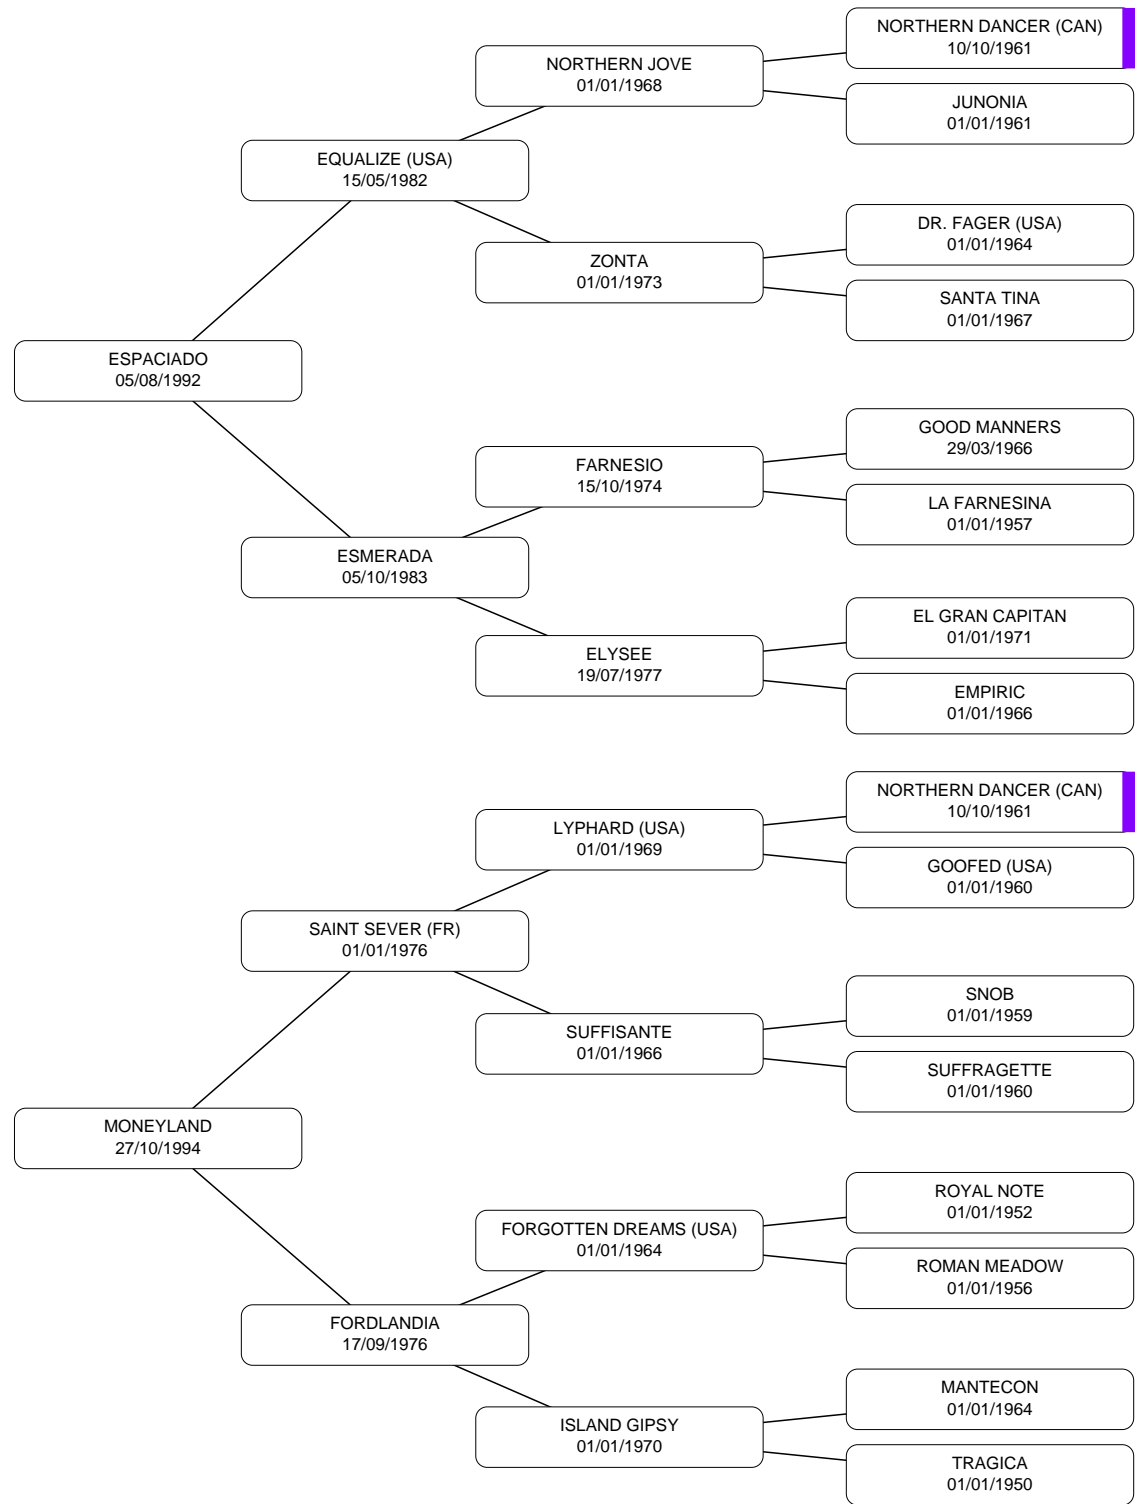 NORTHERN DANCER (CAN)
10/10/1961
NORTHERN JOVE
01/01/1968
JUNONIA
01/01/1961
EQUALIZE (USA)
15/05/1982
DR. FAGER (USA)
01/01/1964
ZONTA
01/01/1973
SANTA TINA
01/01/1967
ESPACIADO
05/08/1992
GOOD MANNERS
29/03/1966
FARNESIO
15/10/1974
LA FARNESINA
01/01/1957
ESMERADA
05/10/1983
EL GRAN CAPITAN
01/01/1971
ELYSEE
19/07/1977
EMPIRIC
01/01/1966
NORTHERN DANCER (CAN)
10/10/1961
LYPHARD (USA)
01/01/1969
GOOFED (USA)
01/01/1960
SAINT SEVER (FR)
01/01/1976
SNOB
01/01/1959
SUFFISANTE
01/01/1966
SUFFRAGETTE
01/01/1960
MONEYLAND
27/10/1994
ROYAL NOTE
01/01/1952
FORGOTTEN DREAMS (USA)
01/01/1964
ROMAN MEADOW
01/01/1956
FORDLANDIA
17/09/1976
MANTECON
01/01/1964
ISLAND GIPSY
01/01/1970
TRAGICA
01/01/1950